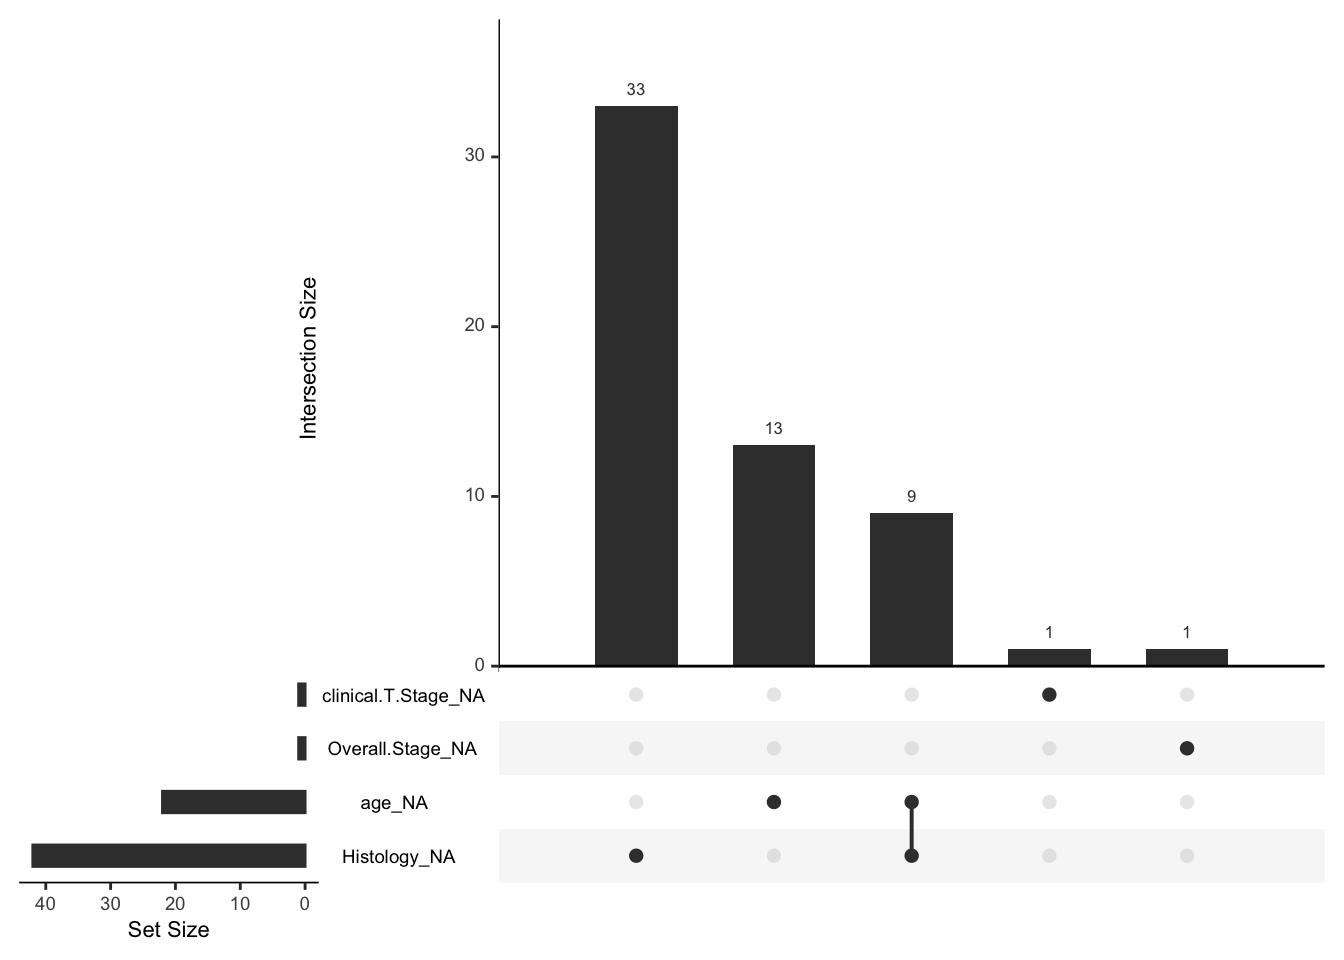 33
30
Intersection Size
20
13
10
9
1
1
0
clinical.T.Stage_NA
Overall.Stage_NA
age_NA
Histology_NA
40 30 20 10 0
Set Size